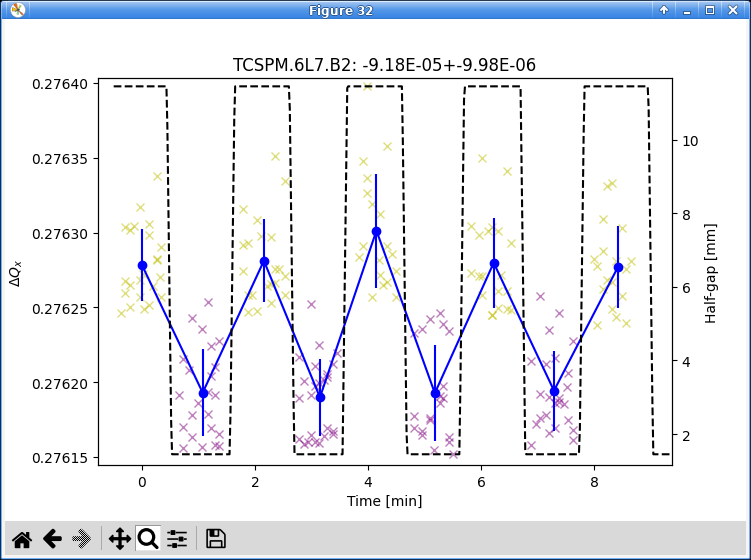 Figure 32
TCSPM.6L7.B2: -9.18E-05+-9.98E-06
0.27640
0.27635
0.27630
0.27625
0.27620
0.27615
ΔQx
10
8
6
4
2
Half-gap [mm]
0 2 4 6 8
Time [min]